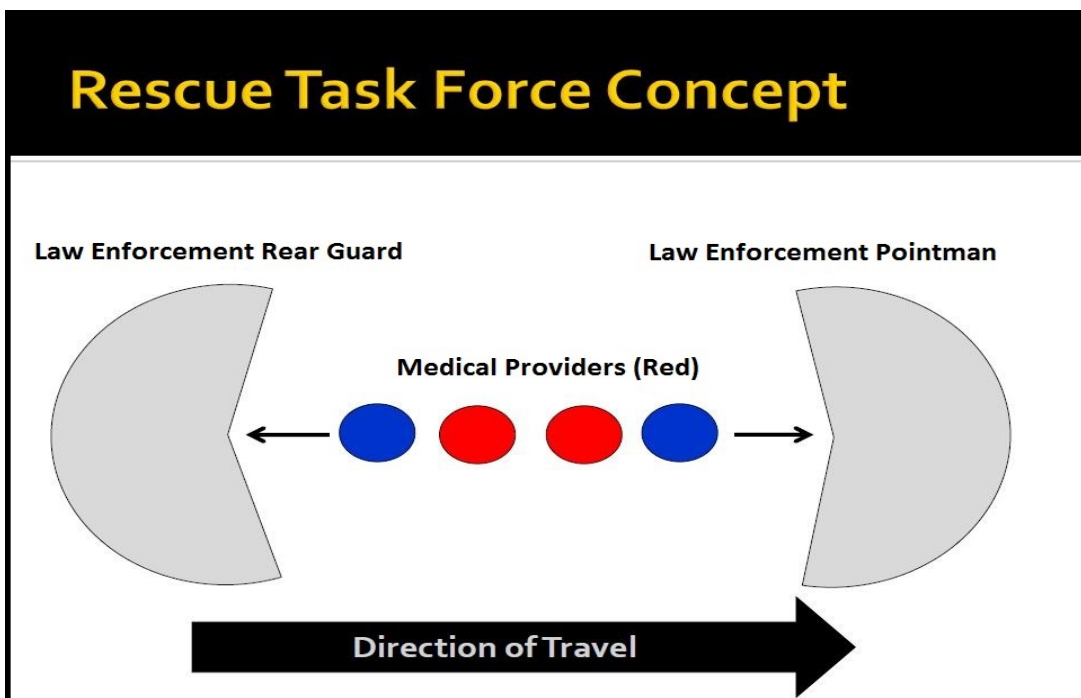 Rescue Task Force Concept
Law Enforcement Rear Guard
Law Enforcement Pointman
Medical Providers (Red)
Direction of Travel